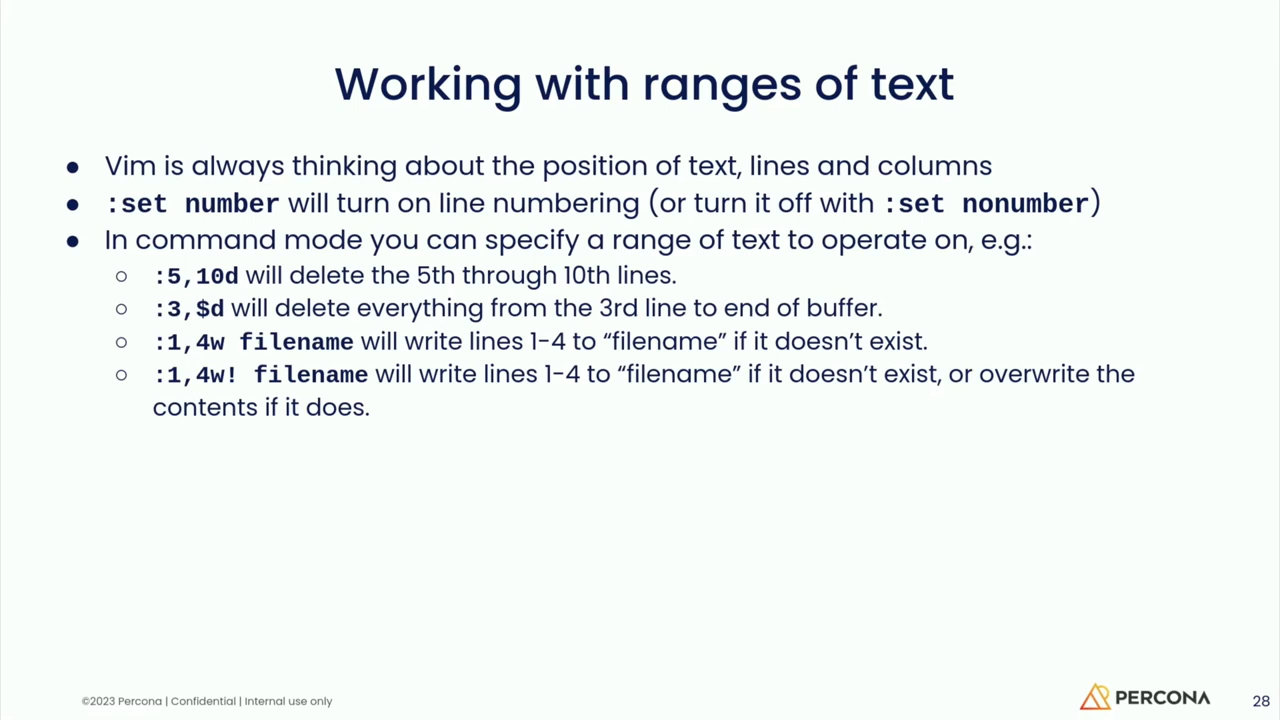 Working with ranges of text
● Vim is always thinking about the position of text, lines and columns
● :set number will turn on line numbering (or turn it off with :set nonumber)
● In command mode you can specify a range of text to operate on, e.g.:
○ :5,10d will delete the 5th through 10th lines.
○ :3,$d will delete everything from the 3rd line to end of buffer.
○ :1,4w filename will write lines 1-4 to “filename” if it doesn’t exist.
○ :1,4w! filename will write lines 1-4 to “filename” if it doesn’t exist, or overwrite the
contents if it does.
©2023 Percona | Confidential | Internal use only
PERCONA
28